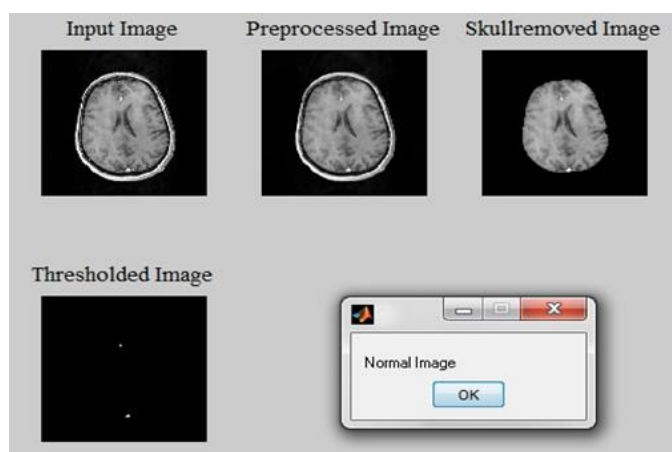 Input Image
Preprocessed Image
Skullremoved Image
Thresholded Image
Normal Image
OK